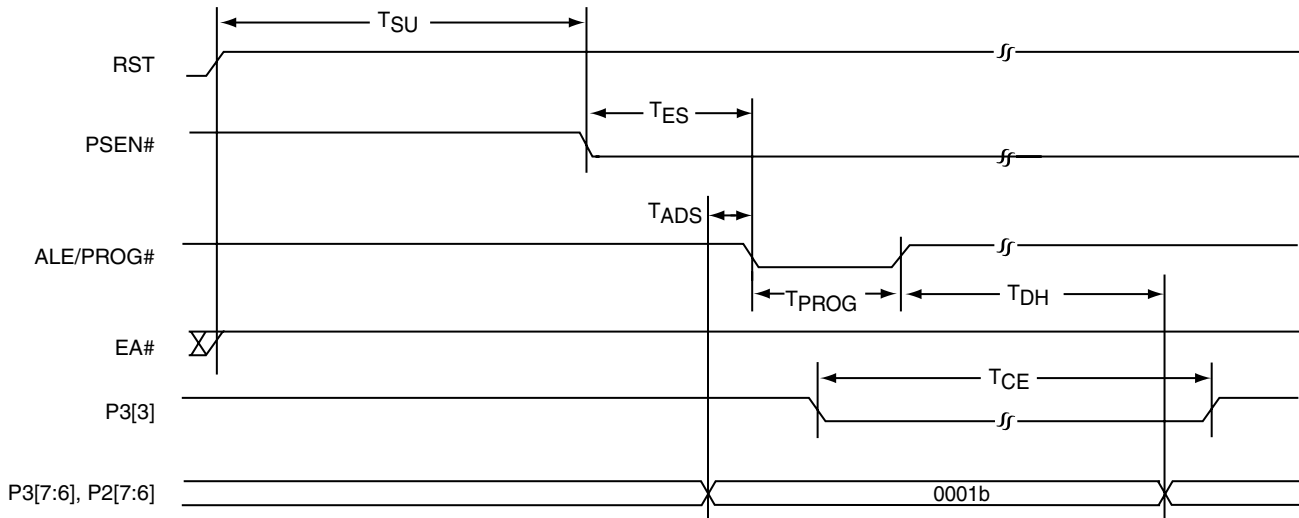 TSU
RST
TES
PSEN#
TADS
ALE/PROG#
TPROG
TDH
EA#
TCE
P3[3]
P3[7:6], P2[7:6]
0001b